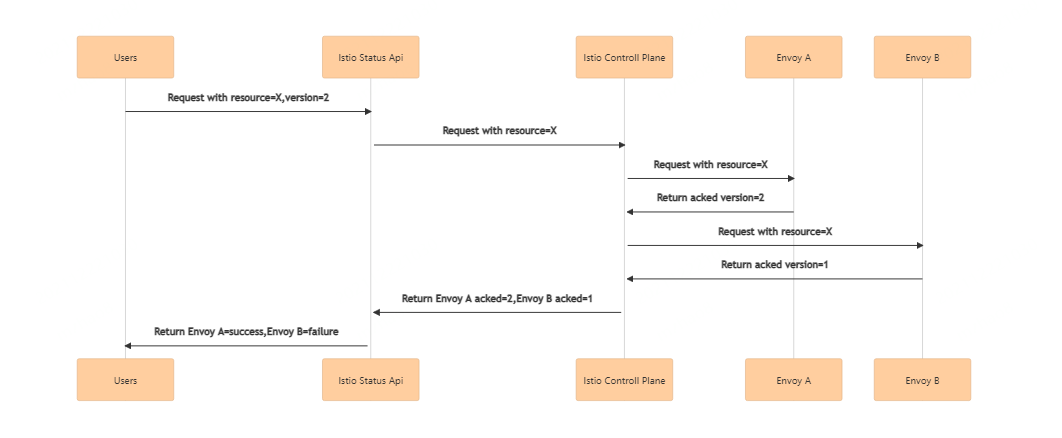 Users
Istio Status Api
Istio Controll Plane
Envoy A
Envoy B
Request with resource=X,version=2
Request with resource=X
Request with resource=X
Return acked version=2
Request with resource=X
Return acked version=1
Return Envoy A acked=2,Envoy B acked=1
Return Envoy A=success,Envoy B=failure
Users
Istio Status Api
Istio Controll Plane
Envoy A
Envoy B